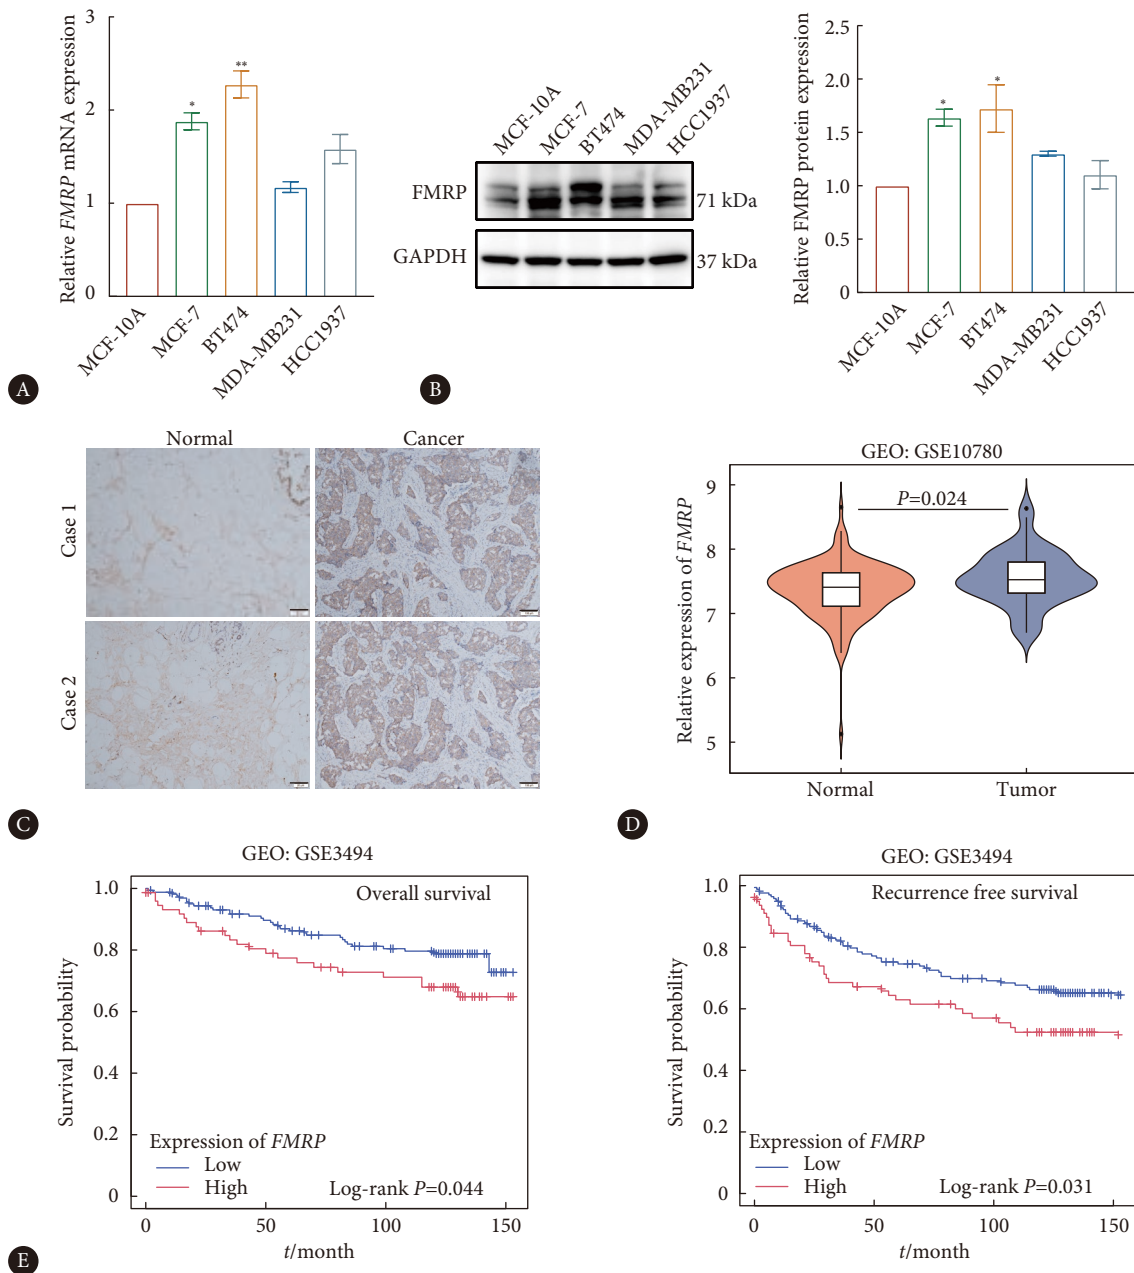 Relative FMRP mRNA expression
3
2
1
0
*
**
MCF-10A
MCF-7
BT474
MDA-MB231
HCC1937
A
MCF-10A
MCF-7
BT474
MDA-MB231
HCC1937
FMRP
71 kDa
GAPDH
37 kDa
B
Relative FMRP protein expression
2.5
2.0
1.5
1.0
0.5
0
*
*
MCF-10A
MCF-7
BT474
MDA-MB231
HCC1937
Normal
Cancer
Case 1
Case 2
C
GEO: GSE10780
P=0.024
Relative expression of FMRP
9
8
7
6
5
Normal
Tumor
D
GEO: GSE3494
Overall survival
Survival probability
1.0
0.8
0.6
0.4
0.2
0
Expression of FMRP
Low
High
Log-rank P=0.044
0
50
100
150
t/month
E
GEO: GSE3494
Recurrence free survival
Survival probability
1.0
0.8
0.6
0.4
0.2
0
Expression of FMRP
Low
High
Log-rank P=0.031
0
50
100
150
t/month